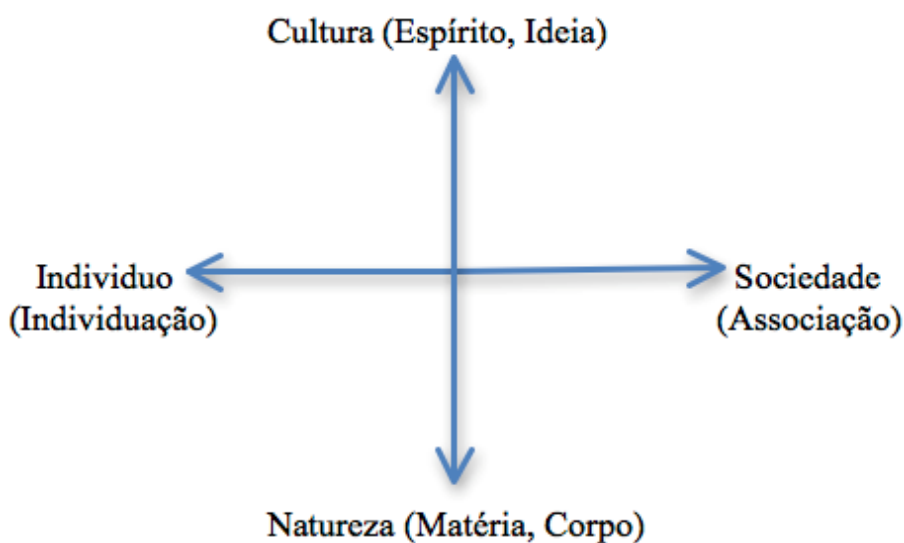 Cultura (Espírito, Ideia)
Individuo
(Individuação)
Sociedade
(Associação)
Natureza (Matéria, Corpo)